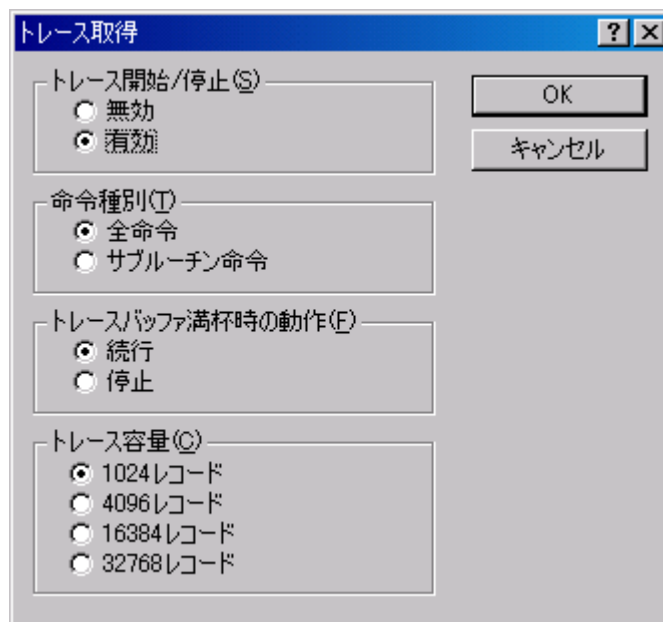 トレース取得
トレース開始/停止(S)
無効
有効
OK
キャンセル
命令種別(T)
全命令
サブルーチン命令
トレースバッファ満杯時の動作(F)
続行
停止
トレース容量(C)
1024レコード
4096レコード
16384レコード
32768レコード